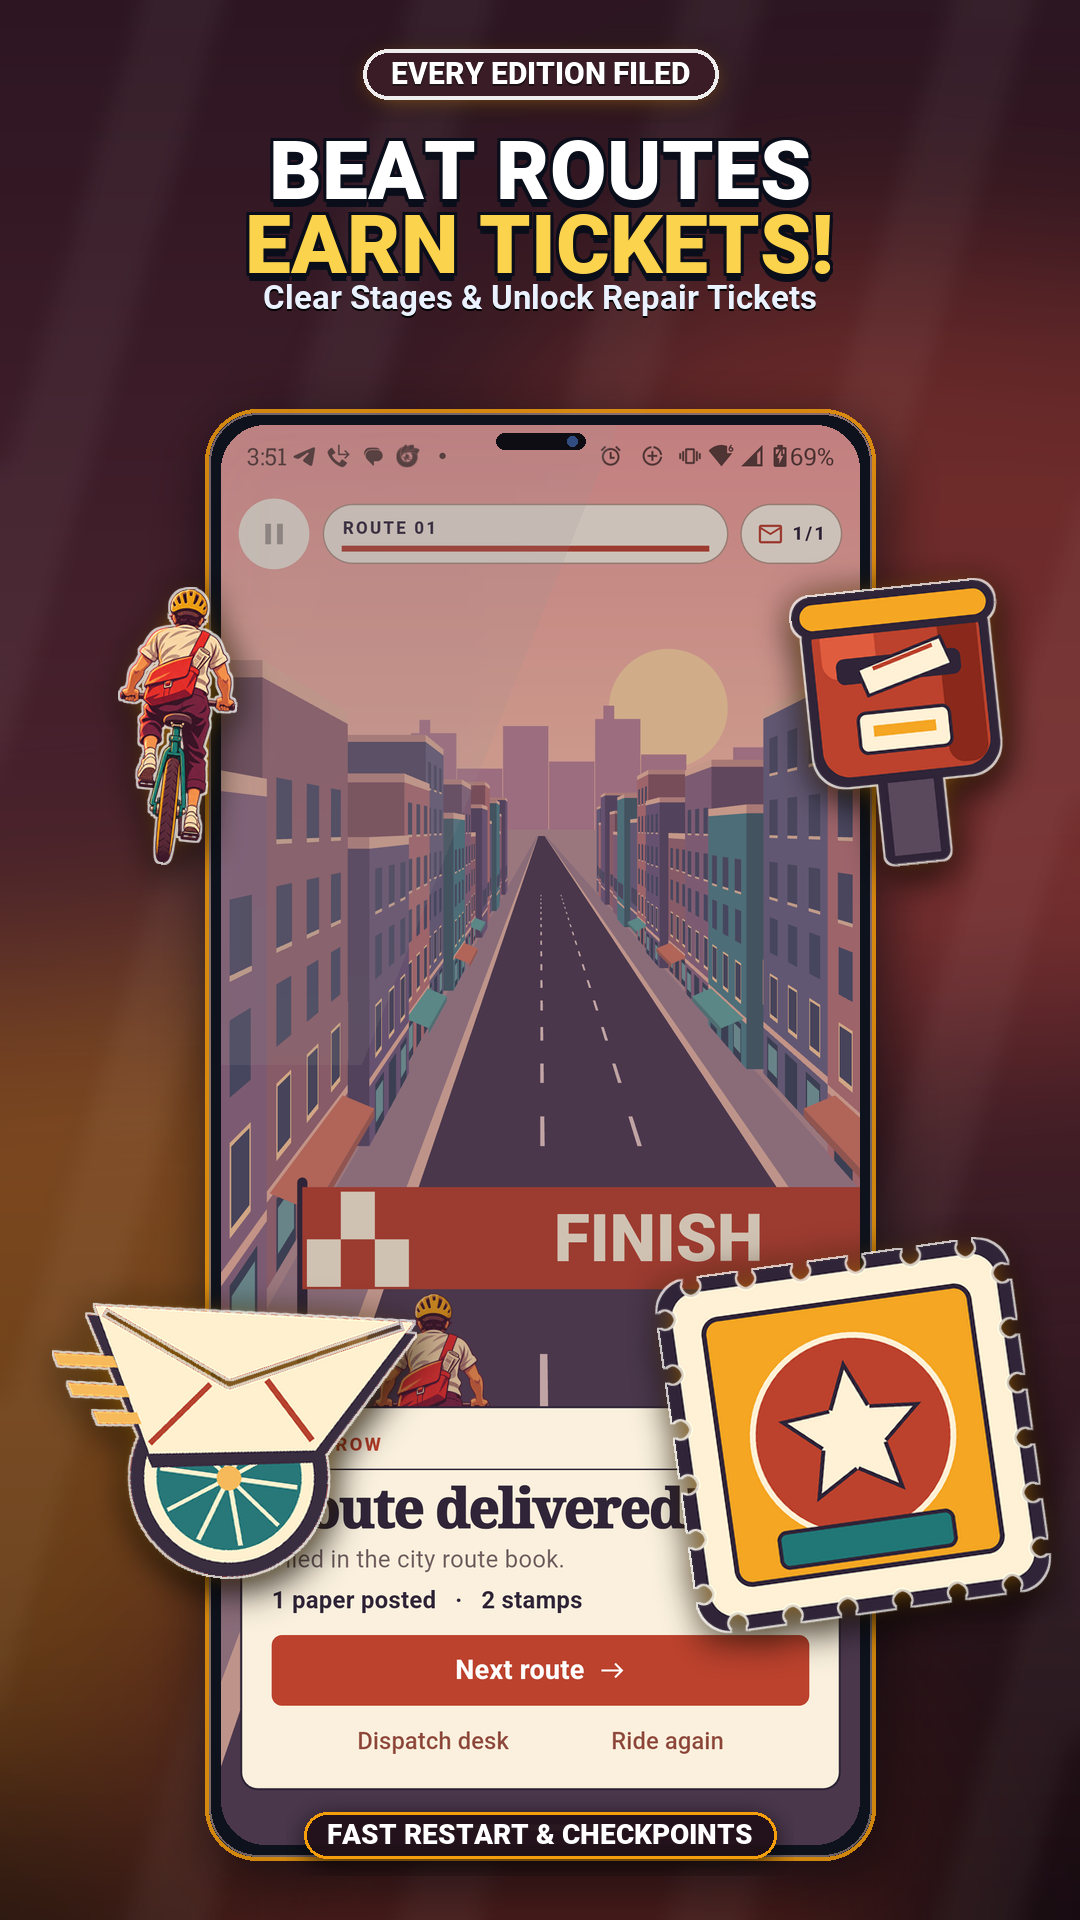 EVERY EDITION FILED
BEAT ROUTES
EARN TICKETS!
Clear Stages & Unlock Repair Tickets
3:51
69%
ROUTE 01
1/1
FINISH
oute delivered
in the city route book.
1 paper posted · 2 stamps
Next route →
Dispatch desk
Ride again
FAST RESTART & CHECKPOINTS